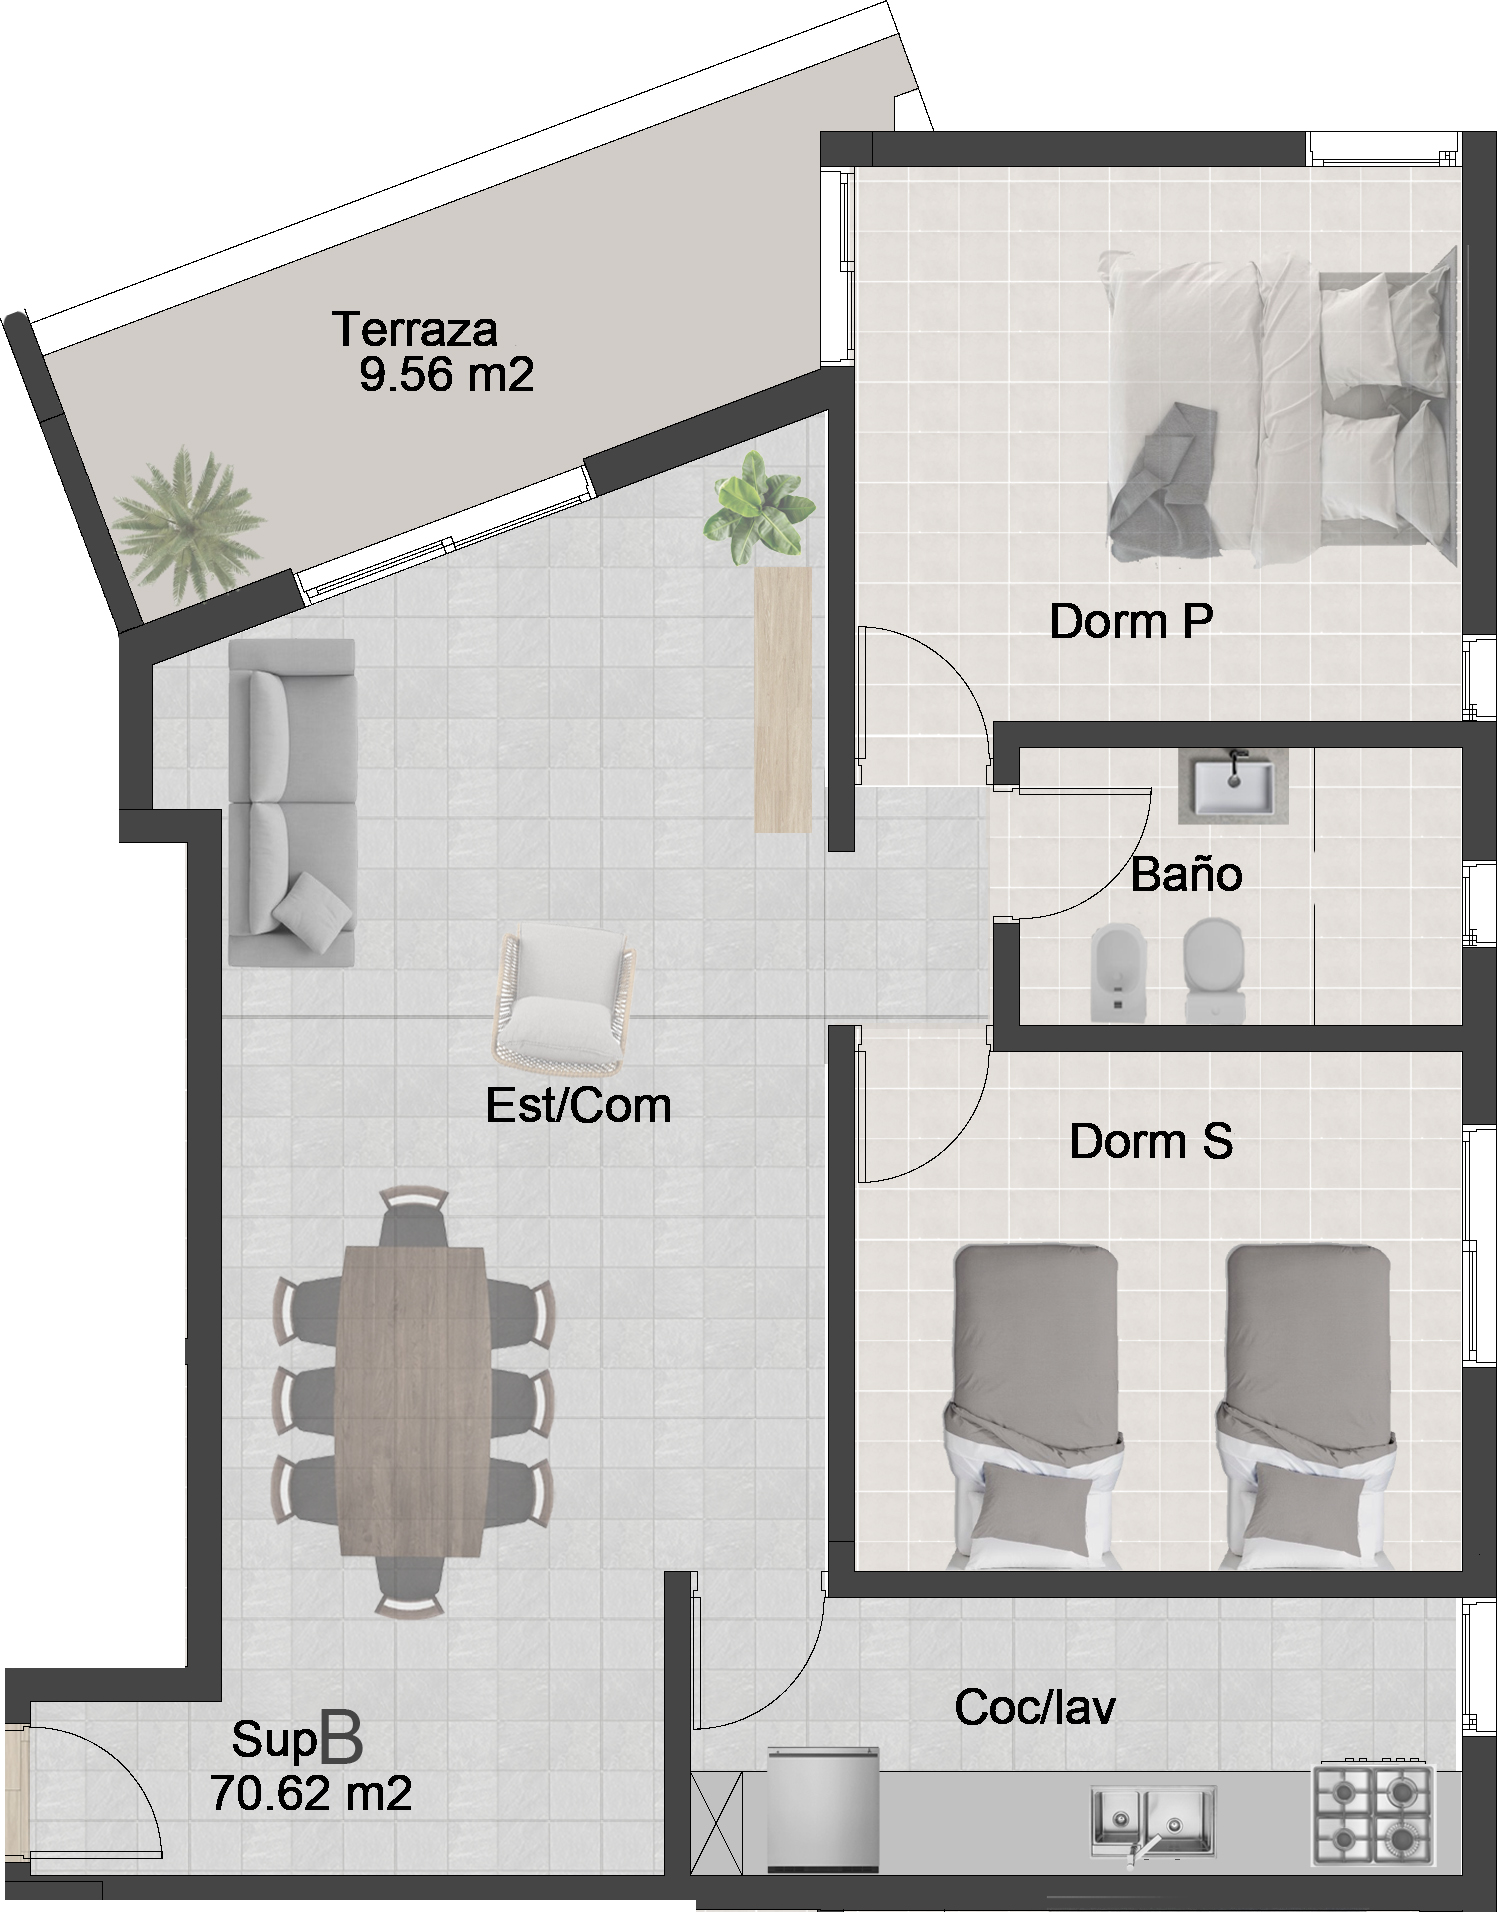 Terraza
9.56 m2
Dorm P
Baño
Est/Com
Dorm S
Coc/lav
SupB
70.62 m2